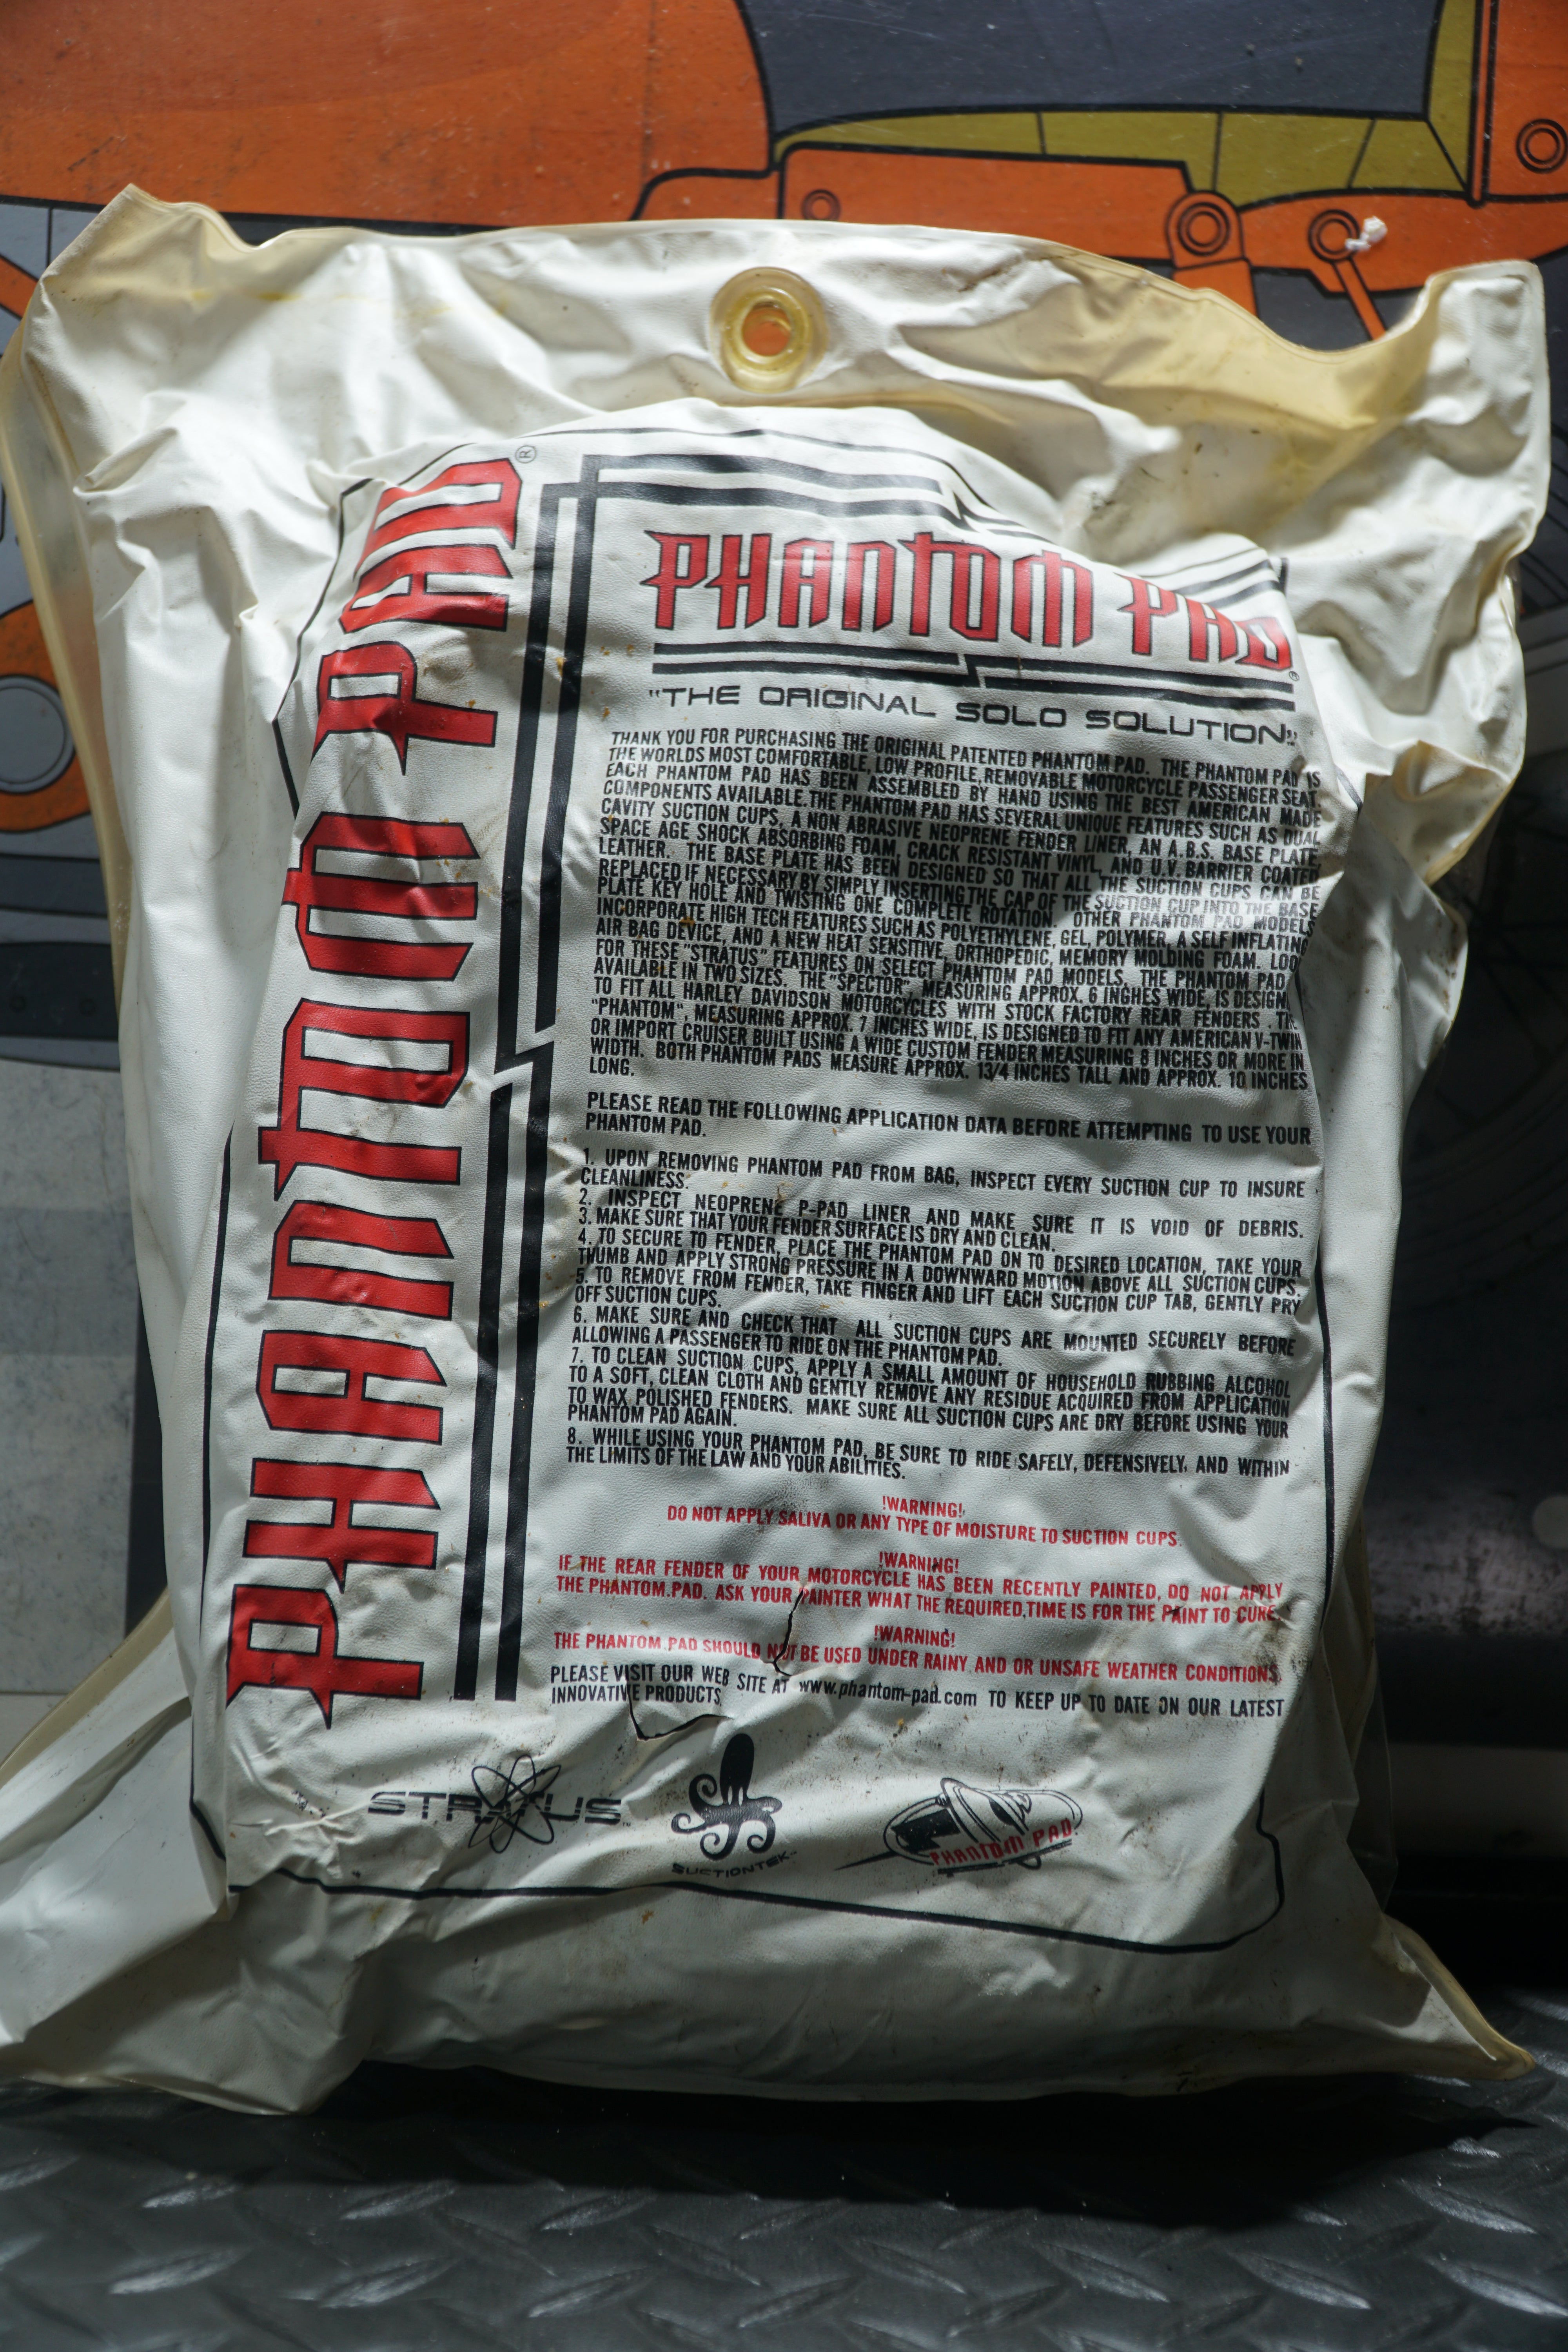 PHANTOM PAD®
PHANTOM PAD®
"THE ORIGINAL SOLO SOLUTION"
THANK YOU FOR PURCHASING THE ORIGINAL PATENTED PHANTOM PAD. THE PHANTOM PAD IS
THE WORLDS MOST COMFORTABLE, LOW PROFILE, REMOVABLE MOTORCYCLE PASSENGER SEAT.
EACH PHANTOM PAD HAS BEEN ASSEMBLED BY HAND USING THE BEST AMERICAN MADE
COMPONENTS AVAILABLE. THE PHANTOM PAD HAS SEVERAL UNIQUE FEATURES SUCH AS DUAL
CAVITY SUCTION CUPS, A NON ABRASIVE NEOPRENE FENDER LINER, AN A.B.S. BASE PLATE,
SPACE AGE SHOCK ABSORBING FOAM, CRACK RESISTANT VINYL, AND U.V. BARRIER COATED
LEATHER. THE BASE PLATE HAS BEEN DESIGNED SO THAT ALL THE SUCTION CUPS CAN BE
REPLACED IF NECESSARY BY SIMPLY INSERTING THE CAP OF THE SUCTION CUP INTO THE BASE
PLATE KEY HOLE AND TWISTING ONE COMPLETE ROTATION. OTHER PHANTOM PAD MODELS
INCORPORATE HIGH TECH FEATURES SUCH AS POLYETHYLENE, GEL, POLYMER, A SELF INFLATING
AIR BAG DEVICE, AND A NEW HEAT SENSITIVE, ORTHOPEDIC, MEMORY MOLDING FOAM. LOO
FOR THESE "STRATUS" FEATURES ON SELECT PHANTOM PAD MODELS. THE PHANTOM PAD
AVAILABLE IN TWO SIZES. THE "SPECTOR", MEASURING APPROX. 6 INGHES WIDE, IS DESIGN
TO FIT ALL HARLEY DAVIDSON MOTORCYCLES WITH STOCK FACTORY REAR FENDERS. TH
"PHANTOM", MEASURING APPROX. 7 INCHES WIDE, IS DESIGNED TO FIT ANY AMERICAN V-TWIN
OR IMPORT CRUISER BUILT USING A WIDE CUSTOM FENDER MEASURING 8 INCHES OR MORE IN
WIDTH. BOTH PHANTOM PADS MEASURE APPROX. 13/4 INCHES TALL AND APPROX. 10 INCHES
LONG.
PLEASE READ THE FOLLOWING APPLICATION DATA BEFORE ATTEMPTING TO USE YOUR
PHANTOM PAD.
1. UPON REMOVING PHANTOM PAD FROM BAG, INSPECT EVERY SUCTION CUP TO INSURE
CLEANLINESS.
2. INSPECT NEOPRENE P-PAD LINER AND MAKE SURE IT IS VOID OF DEBRIS.
3. MAKE SURE THAT YOUR FENDER SURFACE IS DRY AND CLEAN.
4. TO SECURE TO FENDER, PLACE THE PHANTOM PAD ON TO DESIRED LOCATION, TAKE YOUR
THUMB AND APPLY STRONG PRESSURE IN A DOWNWARD MOTION ABOVE ALL SUCTION CUPS.
5. TO REMOVE FROM FENDER, TAKE FINGER AND LIFT EACH SUCTION CUP TAB, GENTLY PRY
OFF SUCTION CUPS.
6. MAKE SURE AND CHECK THAT ALL SUCTION CUPS ARE MOUNTED SECURELY BEFORE
ALLOWING A PASSENGER TO RIDE ON THE PHANTOM PAD.
7. TO CLEAN SUCTION CUPS, APPLY A SMALL AMOUNT OF HOUSEHOLD RUBBING ALCOHOL
TO A SOFT, CLEAN CLOTH AND GENTLY REMOVE ANY RESIDUE ACQUIRED FROM APPLICATION
TO WAX POLISHED FENDERS. MAKE SURE ALL SUCTION CUPS ARE DRY BEFORE USING YOUR
PHANTOM PAD AGAIN.
8. WHILE USING YOUR PHANTOM PAD, BE SURE TO RIDE SAFELY, DEFENSIVELY, AND WITHIN
THE LIMITS OF THE LAW AND YOUR ABILITIES.
!WARNING!
DO NOT APPLY SALIVA OR ANY TYPE OF MOISTURE TO SUCTION CUPS.
!WARNING!
IF THE REAR FENDER OF YOUR MOTORCYCLE HAS BEEN RECENTLY PAINTED, DO NOT APPLY
THE PHANTOM PAD. ASK YOUR PAINTER WHAT THE REQUIRED TIME IS FOR THE PAINT TO CURE.
!WARNING!
THE PHANTOM PAD SHOULD NOT BE USED UNDER RAINY AND OR UNSAFE WEATHER CONDITIONS.
PLEASE VISIT OUR WEB SITE AT www.phantom-pad.com TO KEEP UP TO DATE ON OUR LATEST
INNOVATIVE PRODUCTS
STRATUS™
SUCTIONTEK™
PHANTOM PAD